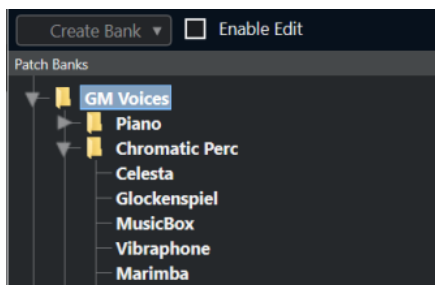 Create Bank Enable Edit
Patch Banks
GM Voices
Piano
Chromatic Perc
Celesta
Glockenspiel
MusicBox
Vibraphone
Marimba